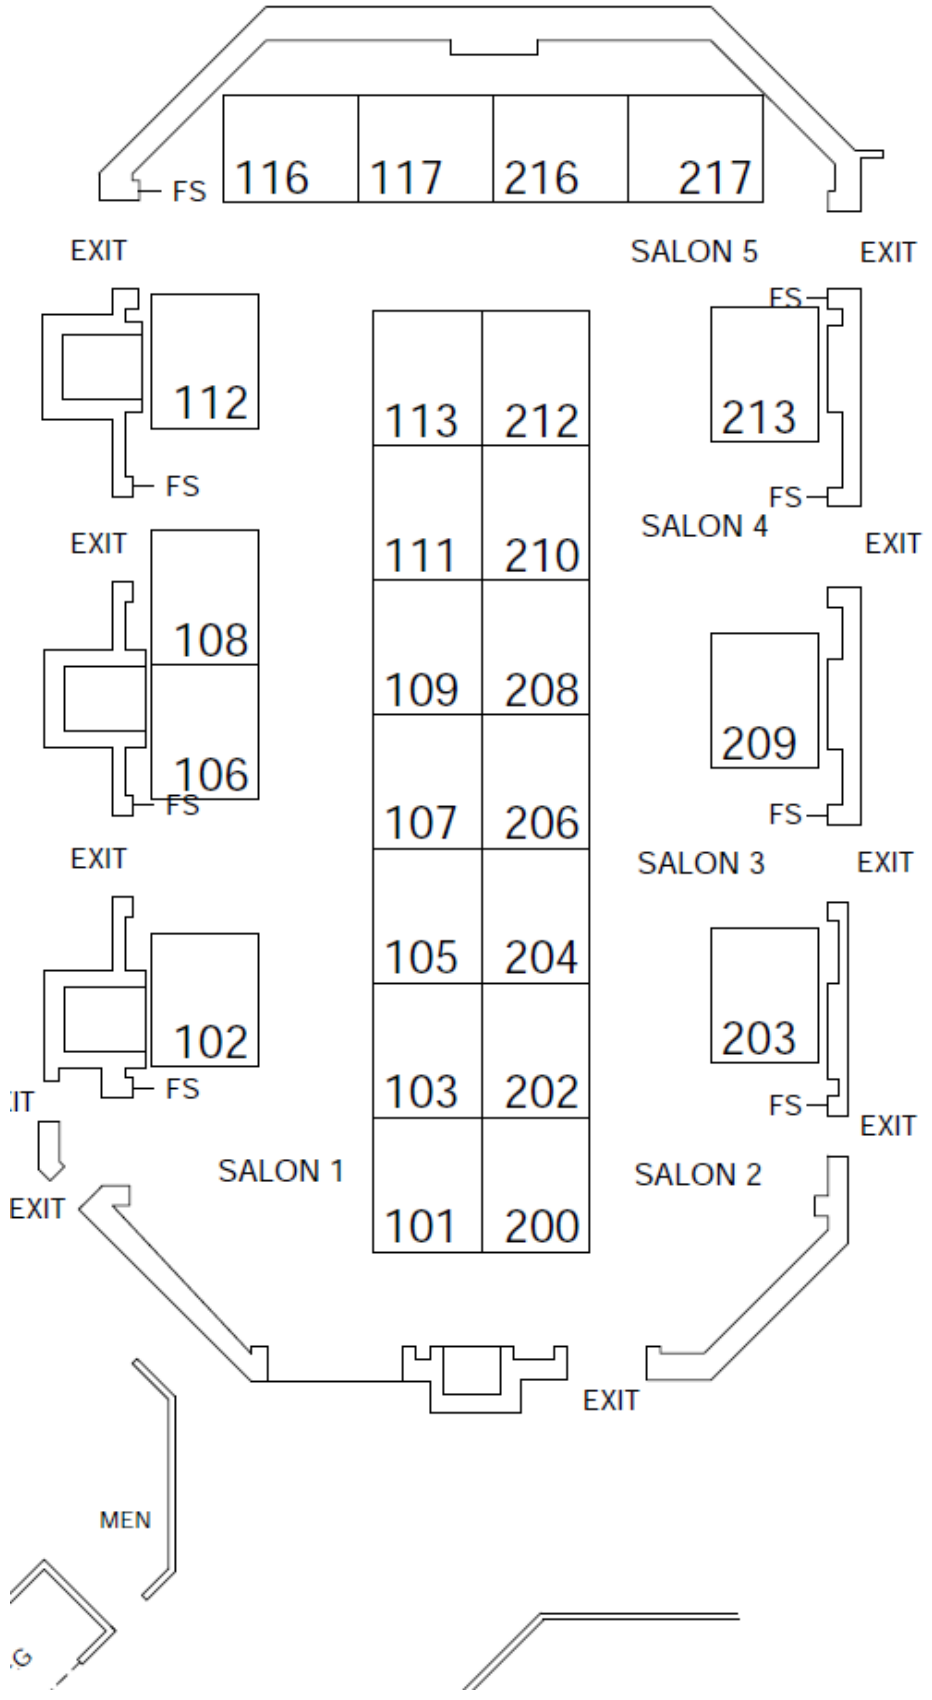 116 117 216 217
FS
EXIT SALON 5 EXIT
FS
112 213
113 212
FS FS
SALON 4
EXIT EXIT
111 210
108
109 208
209
106
FS FS
107 206
EXIT SALON 3 EXIT
105 204
102 203
FS FS
103 202
EXIT
SALON 1 SALON 2
EXIT
101 200
EXIT
MEN